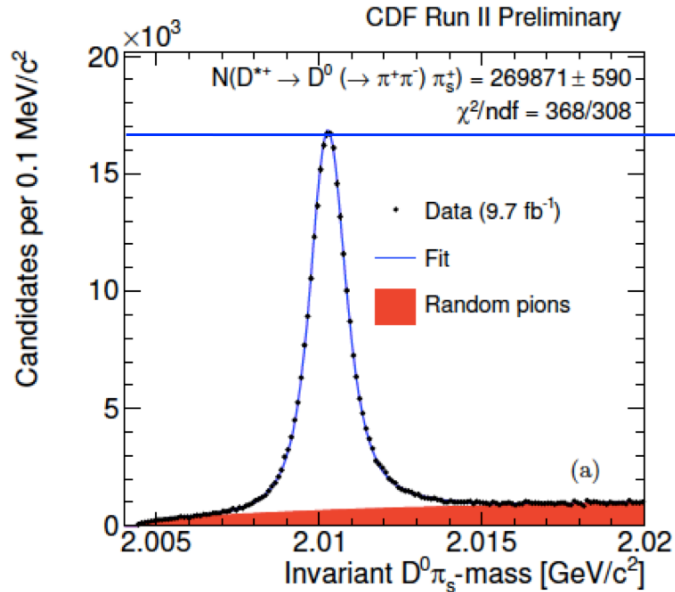 CDF Run II Preliminary
×10³
N(D*⁺ → D⁰ (→ π⁺π⁻) πₛ⁺) = 269871 ± 590
χ²/ndf = 368/308
Data (9.7 fb⁻¹)
Fit
Random pions
(a)
Candidates per 0.1 MeV/c²
20
15
10
5
0
2.005
2.01
2.015
2.02
Invariant D⁰πₛ-mass [GeV/c²]